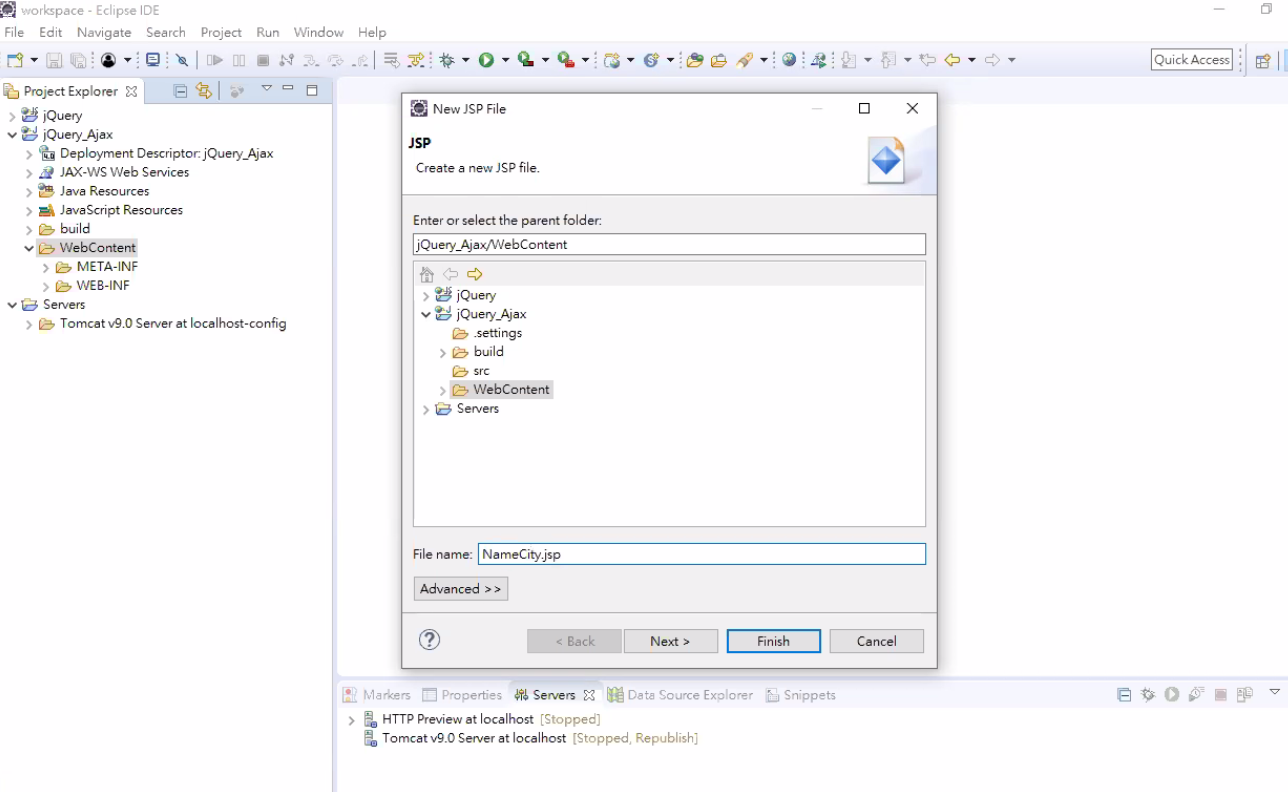 workspace - Eclipse IDE
File Edit Navigate Search Project Run Window Help
Quick Access
Project Explorer
jQuery
jQuery_Ajax
Deployment Descriptor: jQuery_Ajax
JAX-WS Web Services
Java Resources
JavaScript Resources
build
WebContent
META-INF
WEB-INF
Servers
Tomcat v9.0 Server at localhost-config
New JSP File
JSP
Create a new JSP file.
Enter or select the parent folder:
jQuery_Ajax/WebContent
jQuery
jQuery_Ajax
.settings
build
src
WebContent
Servers
File name: NameCity.jsp
Advanced >>
< Back Next > Finish Cancel
Markers Properties Servers Data Source Explorer Snippets
HTTP Preview at localhost [Stopped]
Tomcat v9.0 Server at localhost [Stopped, Republish]